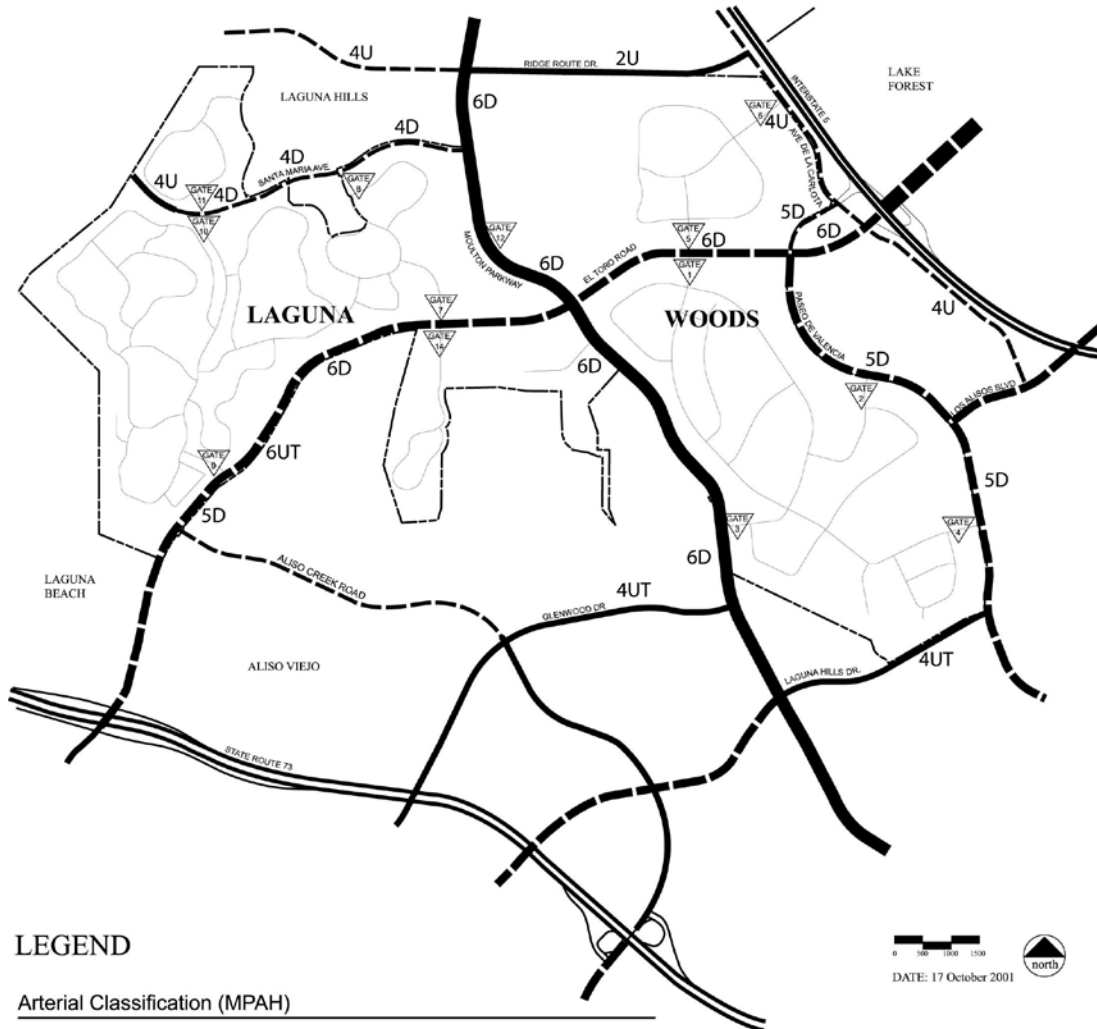 4U
RIDGE ROUTE DR.
2U
INTERSTATE 5
LAKE
FOREST
LAGUNA HILLS
6D
GATE
6
4U
AVE DE LA CARLOTA
4D
4D
SANTA MARIA AVE.
4U
GATE
11
4D
GATE
8
GATE
10
5D
GATE
12
MOULTON PARKWAY
GATE
5
6D
6D
6D
EL TORO ROAD
GATE
1
LAGUNA
GATE
7
WOODS
4U
PASEO DE VALENCIA
GATE
14
6D
6D
5D
GATE
2
LOS ALISOS BLVD
6UT
GATE
9
5D
5D
GATE
3
GATE
4
ALISO CREEK ROAD
6D
LAGUNA
BEACH
4UT
GLENWOOD DR.
ALISO VIEJO
4UT
LAGUNA HILLS DR.
STATE ROUTE 73
LEGEND
0 500 1000 1500
north
DATE: 17 October 2001
Arterial Classification (MPAH)